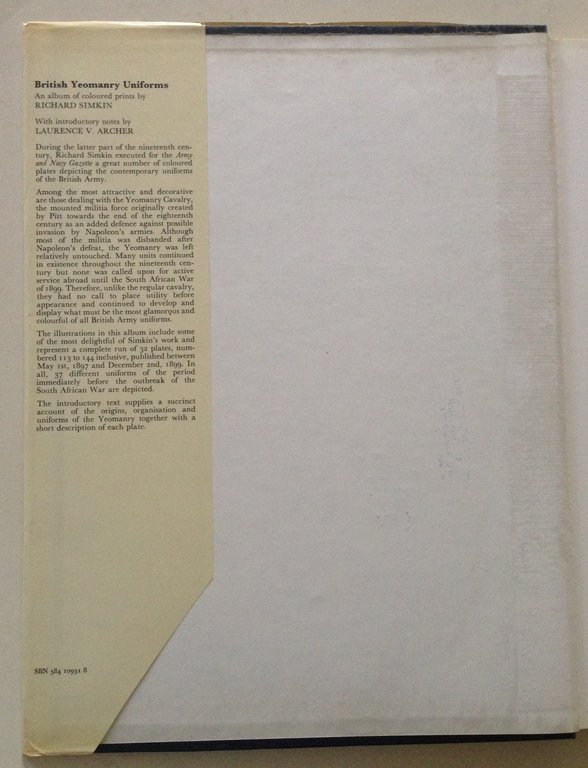 British Yeomanry Uniforms
An album of coloured prints by
RICHARD SIMKIN
With introductory notes by
LAURENCE V. ARCHER
During the latter part of the nineteenth cen-
tury, Richard Simkin executed for the Army
and Navy Gazette a great number of coloured
plates depicting the contemporary uniforms
of the British Army.
Among the most attractive and decorative
are those dealing with the Yeomanry Cavalry,
the mounted militia force originally created
by Pitt towards the end of the eighteenth
century as an added defence against possible
invasion by Napoleon's armies. Although
most of the militia was disbanded after
Napoleon's defeat, the Yeomanry was left
relatively untouched. Many units continued
in existence throughout the nineteenth cen-
tury but none was called upon for active
service abroad until the South African War
of 1899. Therefore, unlike the regular cavalry,
they had no call to place utility before
appearance and continued to develop and
display what must be the most glamorous and
colourful of all British Army uniforms.
The illustrations in this album include some
of the most delightful of Simkin's work and
represent a complete run of 32 plates, num-
bered 113 to 144 inclusive, published between
May 1st, 1897 and December 2nd, 1899. In
all, 37 different uniforms of the period
immediately before the outbreak of the
South African War are depicted.
The introductory text supplies a succinct
account of the origins, organisation and
uniforms of the Yeomanry together with a
short description of each plate.
SBN 584 10931 8